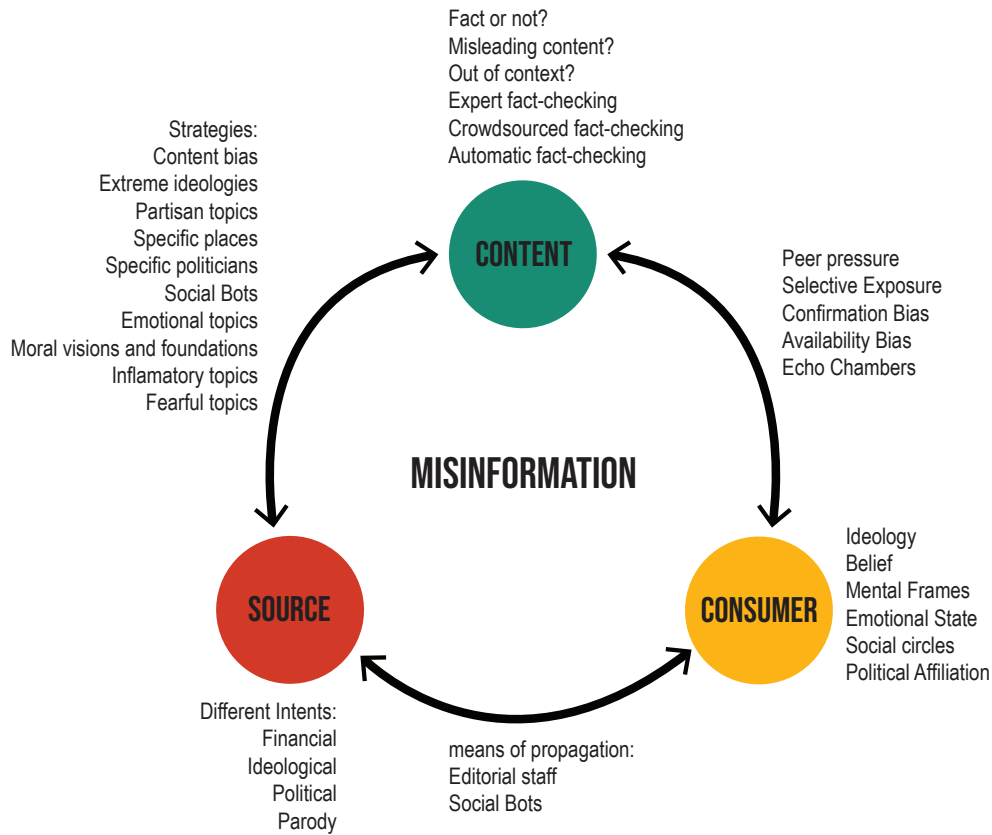 Fact or not?
Misleading content?
Out of context?
Expert fact-checking
Crowdsourced fact-checking
Automatic fact-checking
Strategies:
Content bias
Extreme ideologies
Partisan topics
Specific places
Specific politicians
Social Bots
Emotional topics
Moral visions and foundations
Inflamatory topics
Fearful topics
CONTENT
Peer pressure
Selective Exposure
Confirmation Bias
Availability Bias
Echo Chambers
MISINFORMATION
SOURCE
CONSUMER
Ideology
Belief
Mental Frames
Emotional State
Social circles
Political Affiliation
Different Intents:
Financial
Ideological
Political
Parody
means of propagation:
Editorial staff
Social Bots